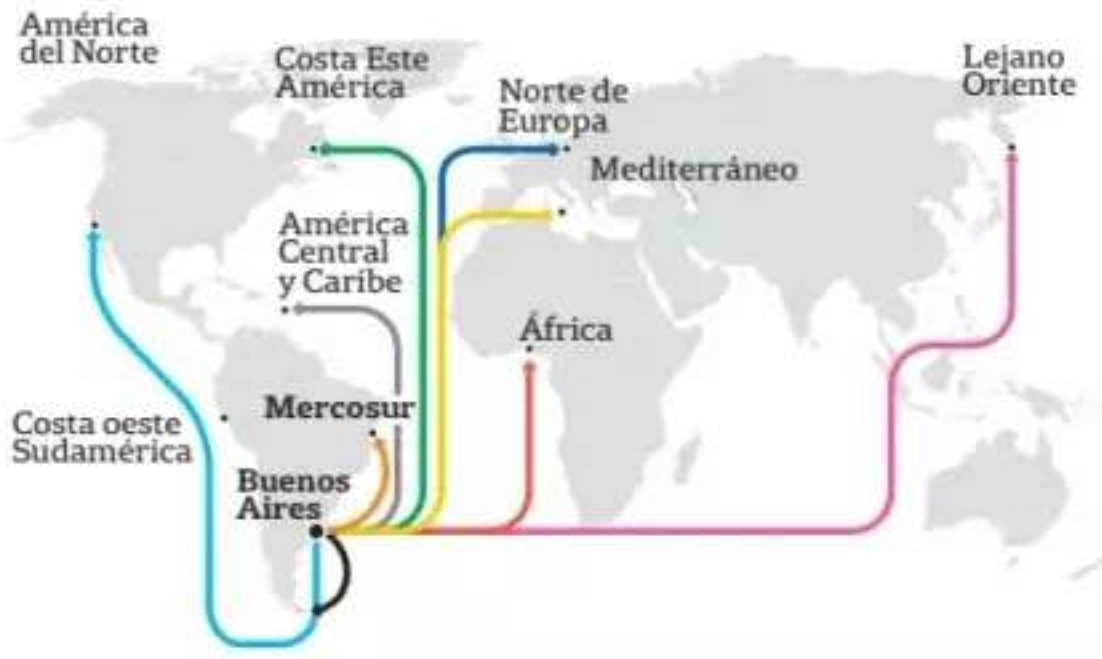 América
del Norte
Costa Este
América
Norte de
Europa
Lejano
Oriente
Mediterráneo
América
Central
y Caribe
África
Mercosur
Costa oeste
Sudamérica
Buenos
Aires